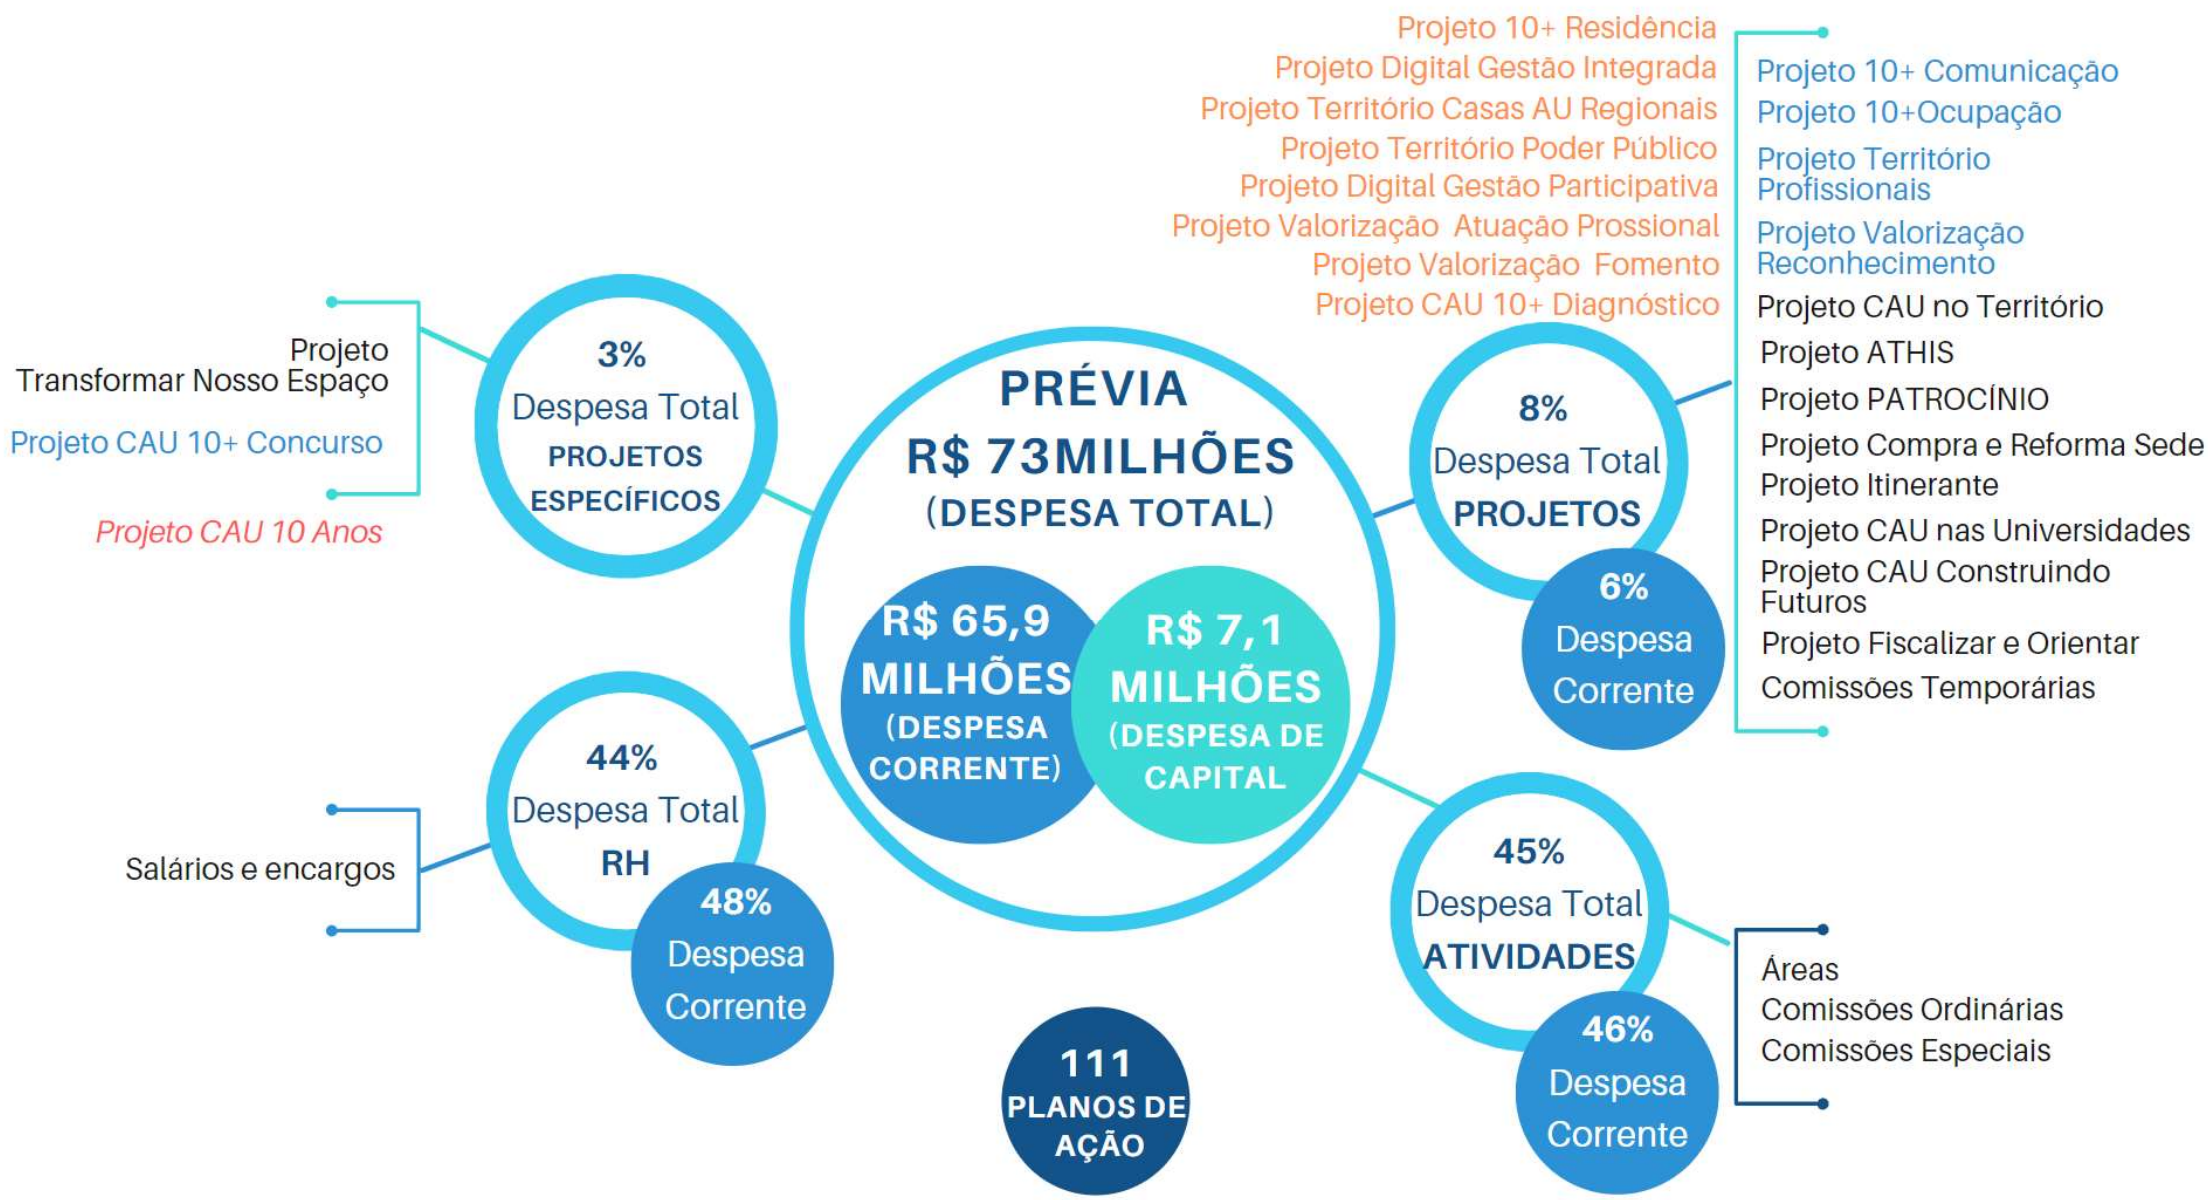 Projeto 10+ Residência
Projeto Digital Gestão Integrada
Projeto Território Casas AU Regionais
Projeto Território Poder Público
Projeto Digital Gestão Participativa
Projeto Valorização Atuação Prossional
Projeto Valorização Fomento
Projeto CAU 10+ Diagnóstico
Projeto 10+ Comunicação
Projeto 10+Ocupação
Projeto Território
Profissionais
Projeto Valorização
Reconhecimento
Projeto CAU no Território
Projeto ATHIS
Projeto PATROCÍNIO
Projeto Compra e Reforma Sede
Projeto Itinerante
Projeto CAU nas Universidades
Projeto CAU Construindo
Futuros
Projeto Fiscalizar e Orientar
Comissões Temporárias
Projeto
Transformar Nosso Espaço
Projeto CAU 10+ Concurso
Projeto CAU 10 Anos
3%
Despesa Total
PROJETOS
ESPECÍFICOS
PRÉVIA
R$ 73MILHÕES
(DESPESA TOTAL)
R$ 65,9
MILHÕES
(DESPESA
CORRENTE)
R$ 7,1
MILHÕES
(DESPESA DE
CAPITAL
8%
Despesa Total
PROJETOS
6%
Despesa
Corrente
Salários e encargos
44%
Despesa Total
RH
48%
Despesa
Corrente
45%
Despesa Total
ATIVIDADES
46%
Despesa
Corrente
Áreas
Comissões Ordinárias
Comissões Especiais
111
PLANOS DE
AÇÃO